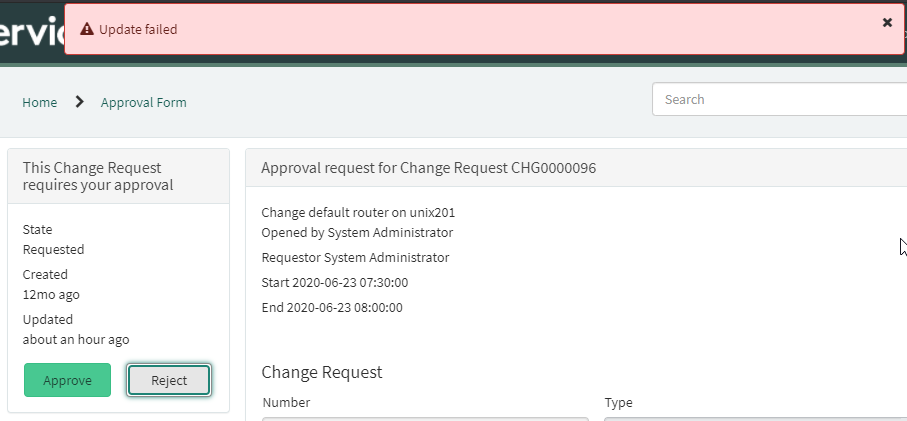 Update failed
Home
Approval Form
Search
This Change Request
requires your approval
State
Requested
Created
12mo ago
Updated
about an hour ago
Approve
Reject
Approval request for Change Request CHG0000096
Change default router on unix201
Opened by System Administrator
Requestor System Administrator
Start 2020-06-23 07:30:00
End 2020-06-23 08:00:00
Change Request
Number
Type